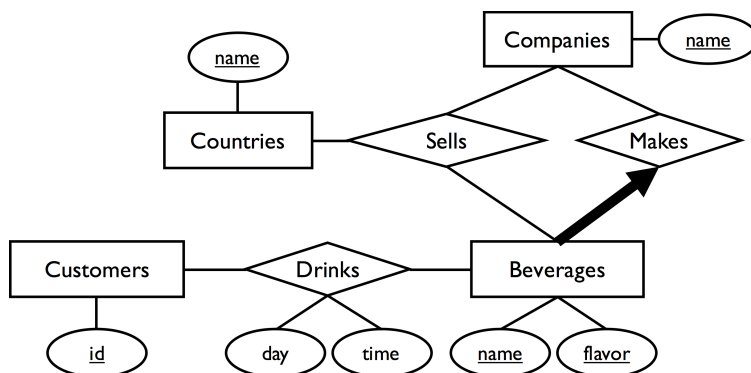 Companies
name
name
Countries
Sells
Makes
Customers
Drinks
Beverages
id
day
time
name
flavor